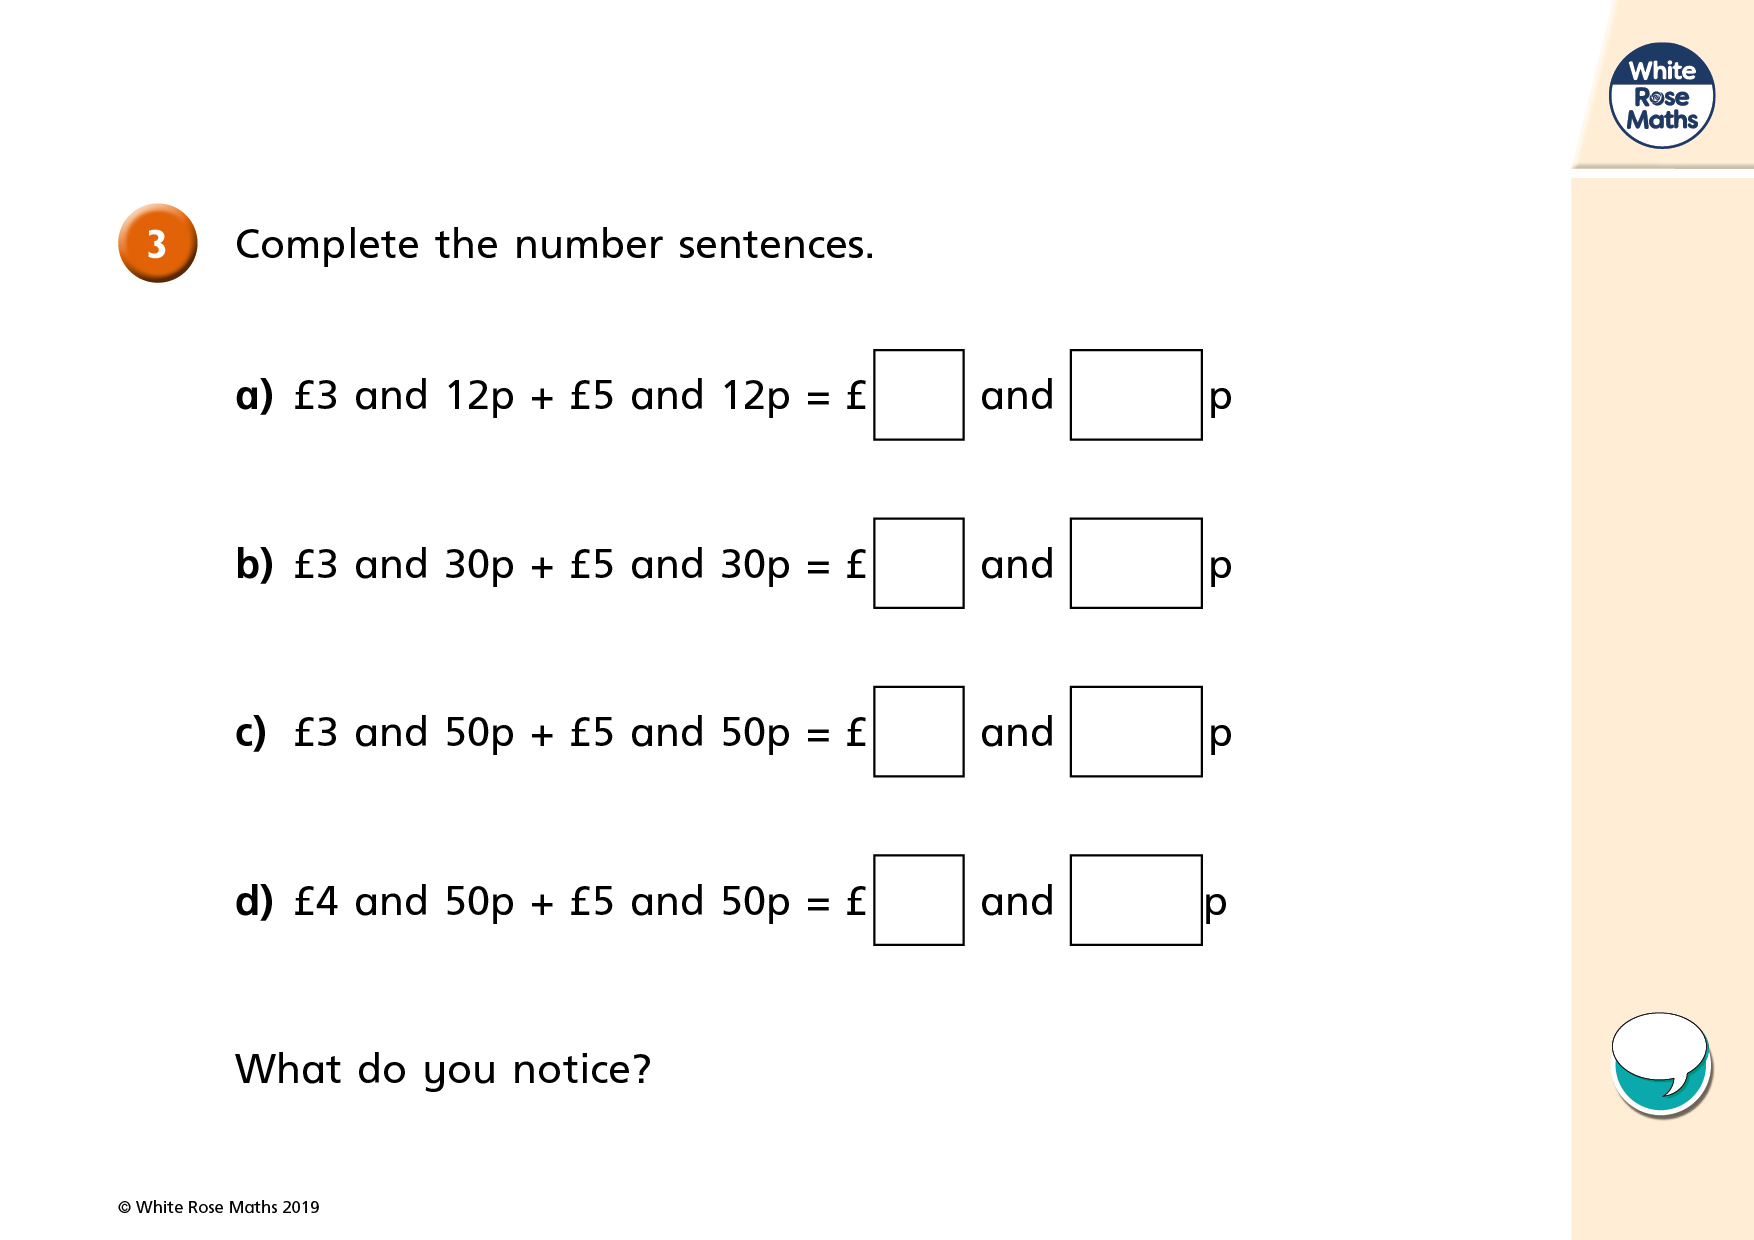 White
Rose
Maths
3 Complete the number sentences.
a) £3 and 12p + £5 and 12p = £ and p
b) £3 and 30p + £5 and 30p = £ and p
c) £3 and 50p + £5 and 50p = £ and p
d) £4 and 50p + £5 and 50p = £ and p
What do you notice?
© White Rose Maths 2019